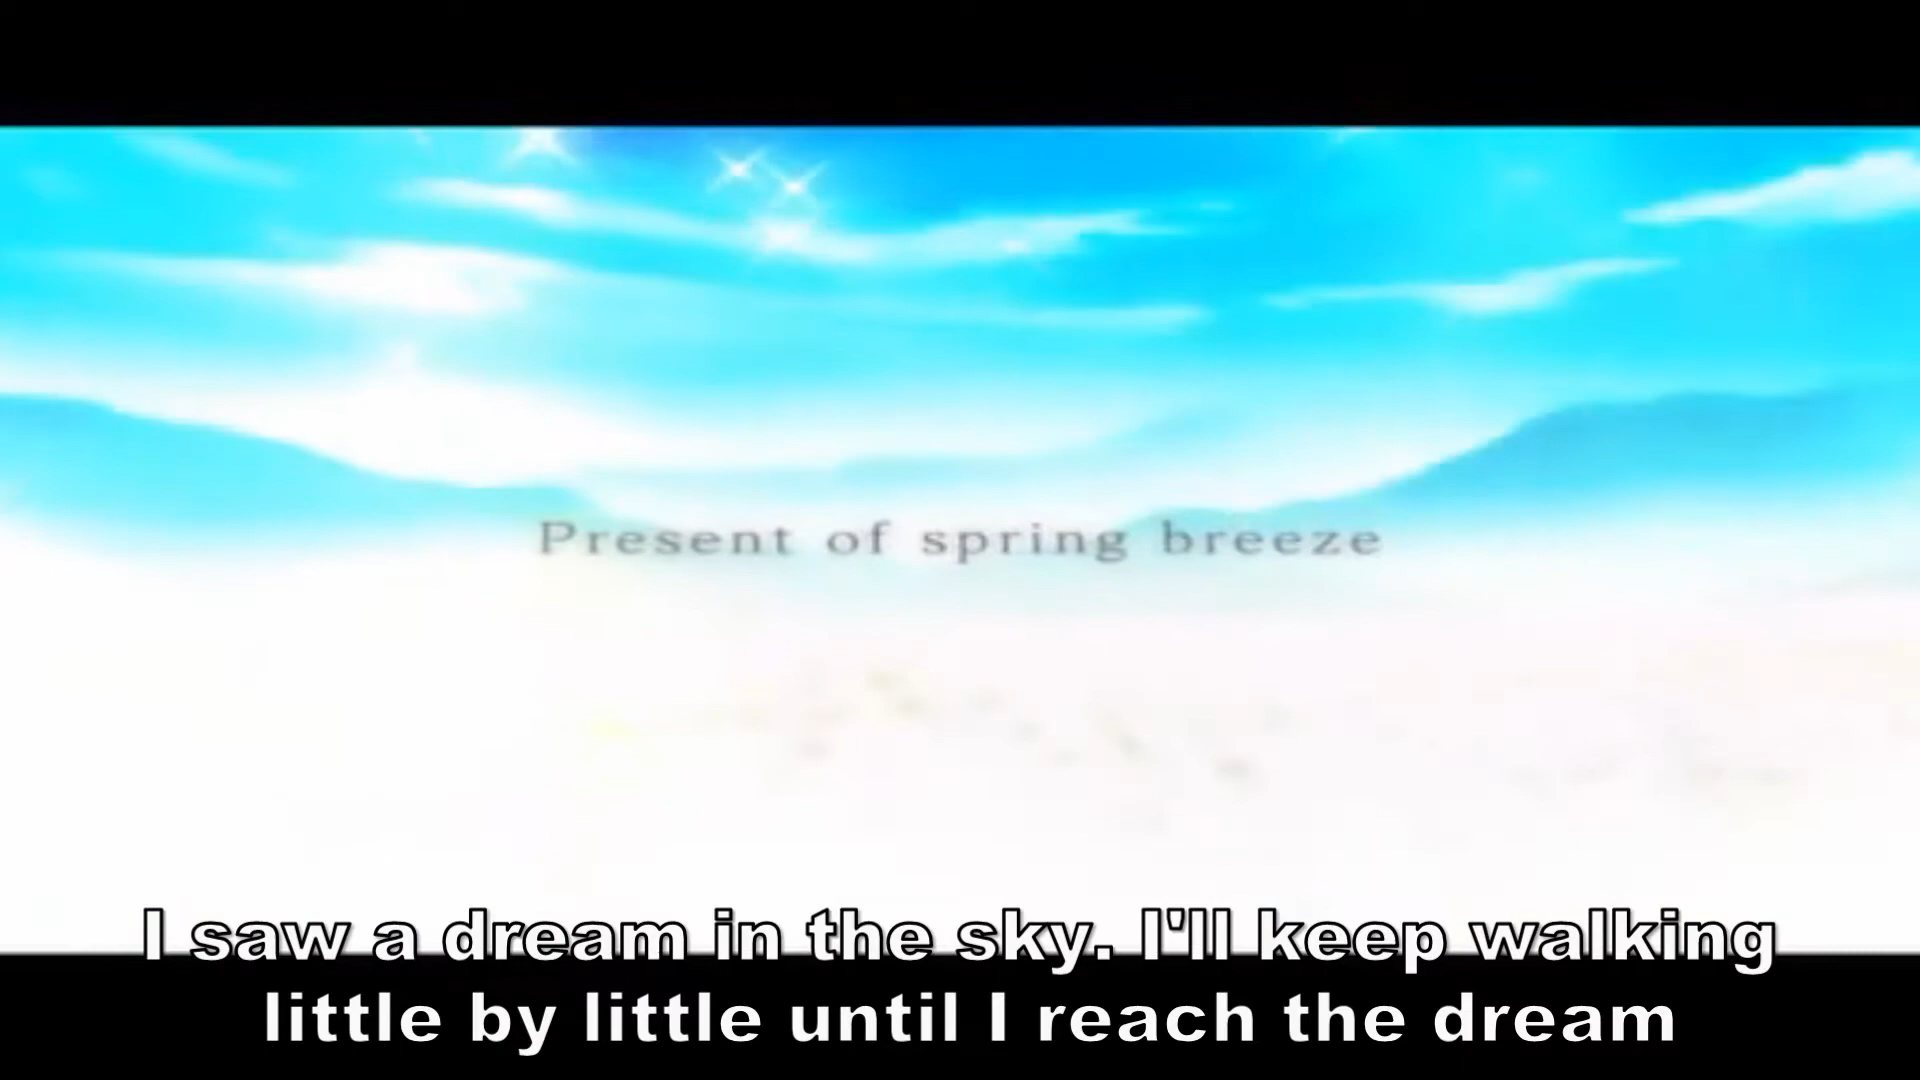 Present of spring breeze
I saw a dream in the sky. I'll keep walking
little by little until I reach the dream